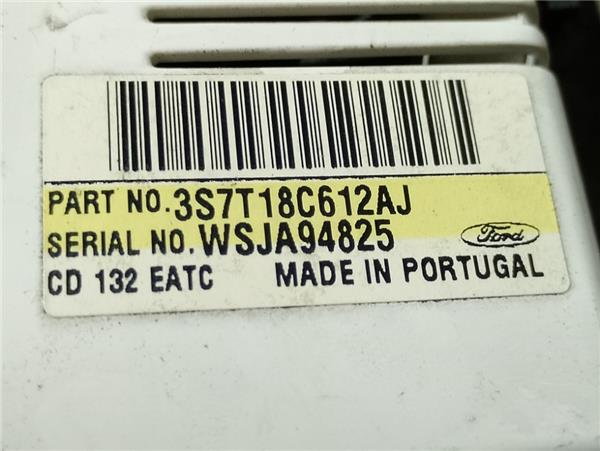 PART NO. 3S7T18C612AJ
SERIAL NO. WSJA94825
Ford
CD 132 EATC MADE IN PORTUGAL